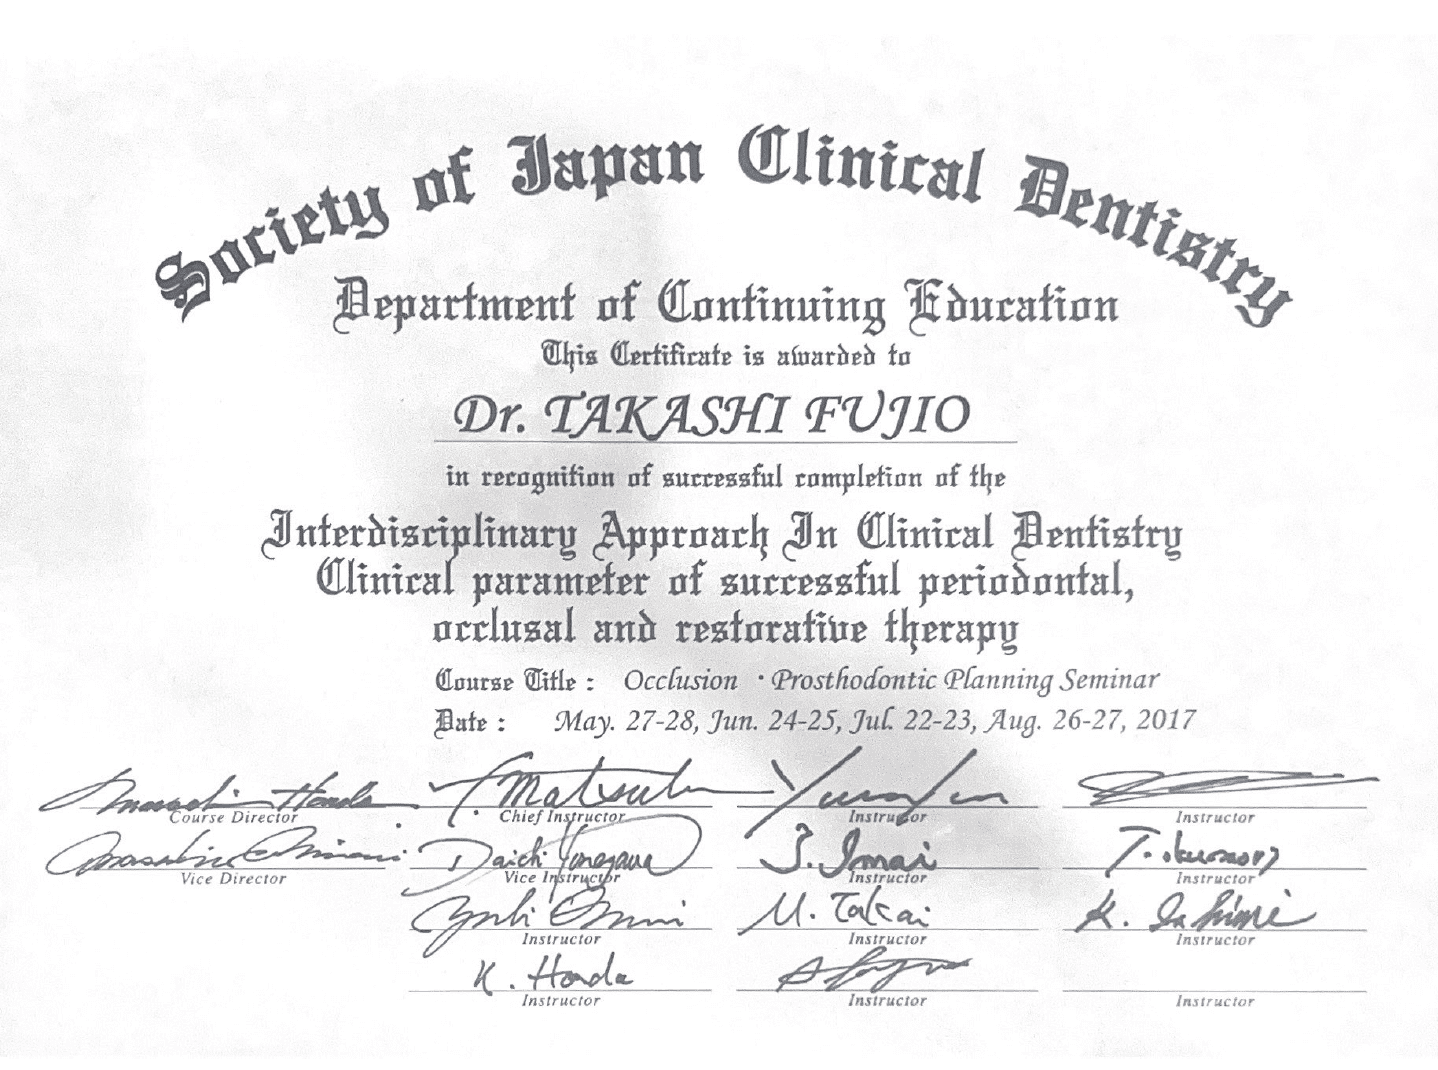 Society of Japan Clinical Dentistry
Department of Continuing Education
This Certificate is awarded to
Dr. TAKASHI FUJIO
in recognition of successful completion of the
Interdisciplinary Approach In Clinical Dentistry
Clinical parameter of successful periodontal,
occlusal and restorative therapy
Course Title : Occlusion ・Prosthodontic Planning Seminar
Date : May. 27-28, Jun. 24-25, Jul. 22-23, Aug. 26-27, 2017
Honda T.
Course Director Chief Instructor Instructor Instructor
Daichi Yonegawa J. Imai
Vice Director Vice Instructor Instructor Instructor
M. Takai K.
Instructor Instructor Instructor
K. Honda
Instructor Instructor Instructor